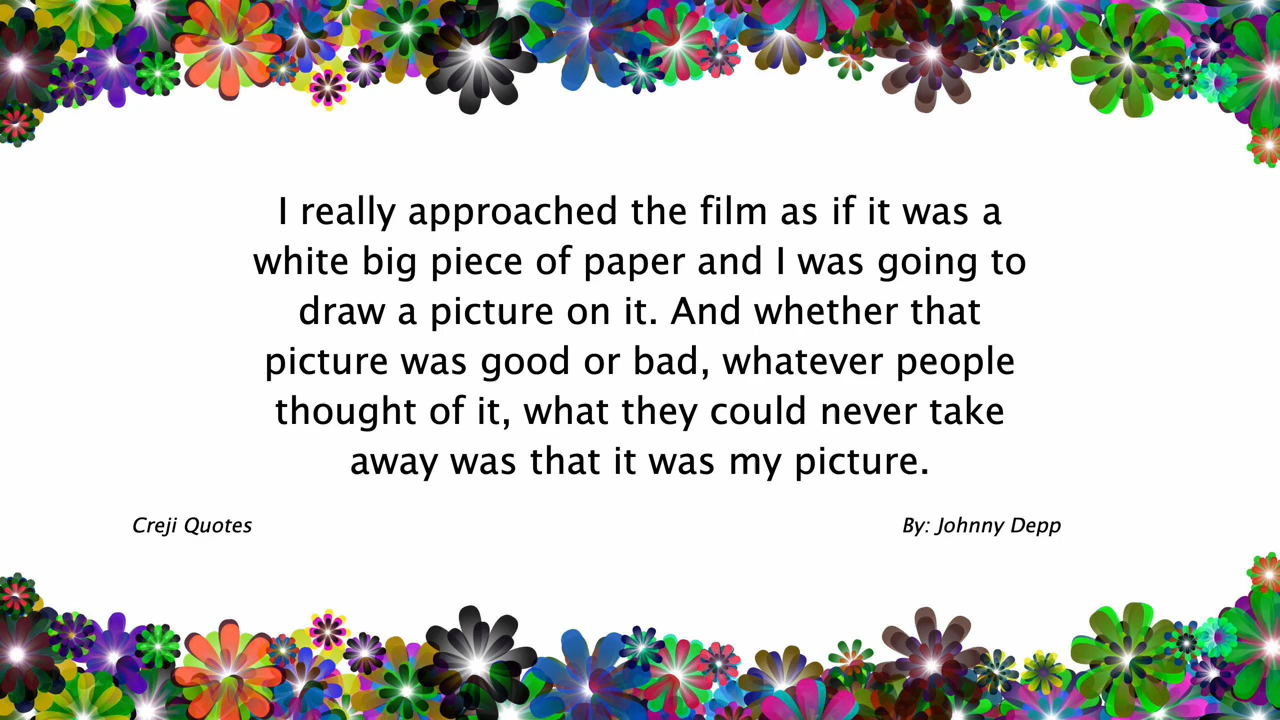 I really approached the film as if it was a
white big piece of paper and I was going to
draw a picture on it. And whether that
picture was good or bad, whatever people
thought of it, what they could never take
away was that it was my picture.
Creji Quotes
By: Johnny Depp